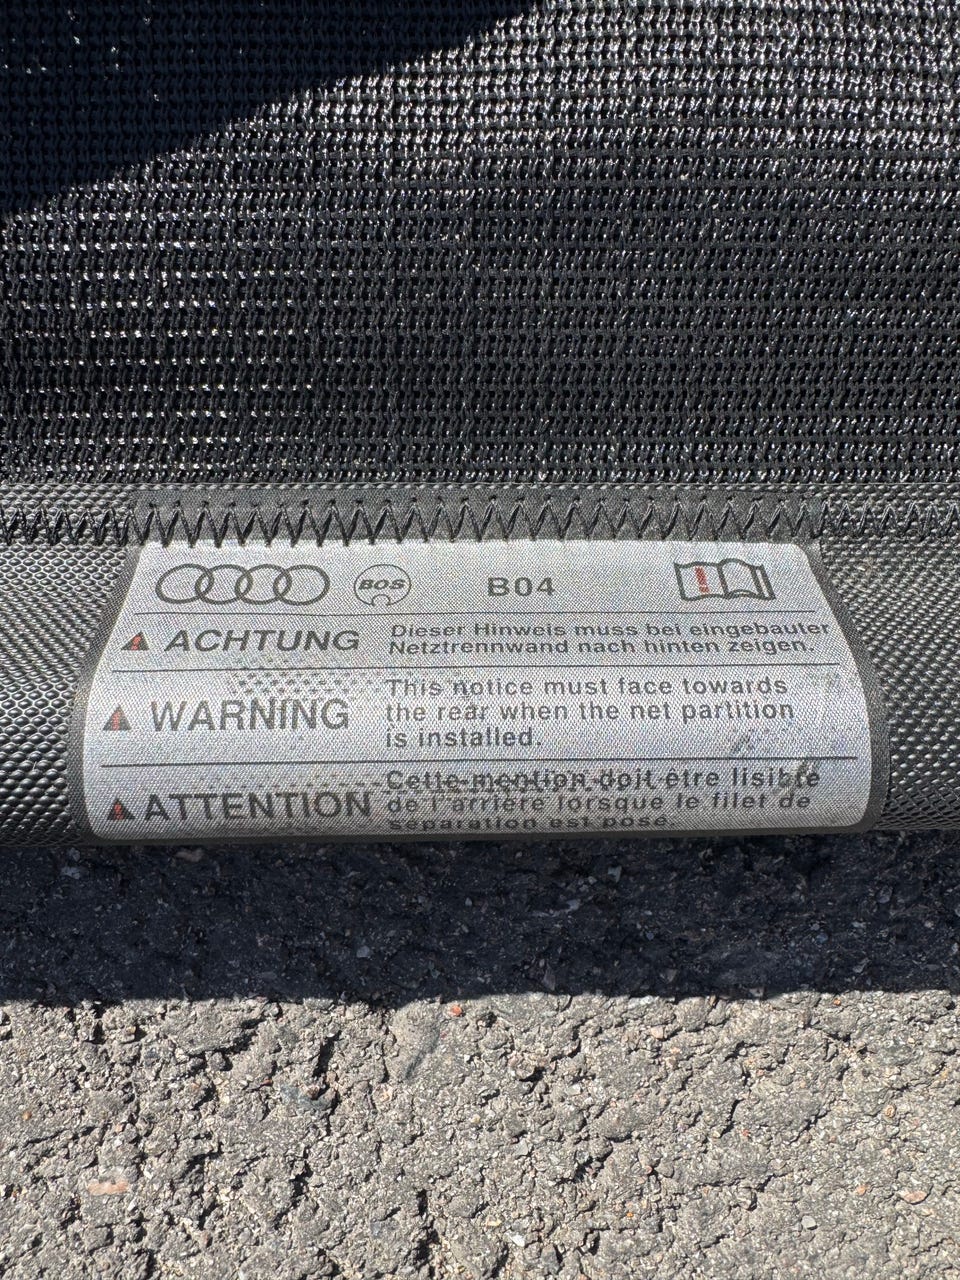 BOS B04
ACHTUNG Dieser Hinweis muss bei eingebauter
Netztrennwand nach hinten zeigen.
WARNING This notice must face towards
the rear when the net partition
is installed.
ATTENTION Cette mention doit être lisible
de l'arrière lorsque le filet de
séparation est posé.